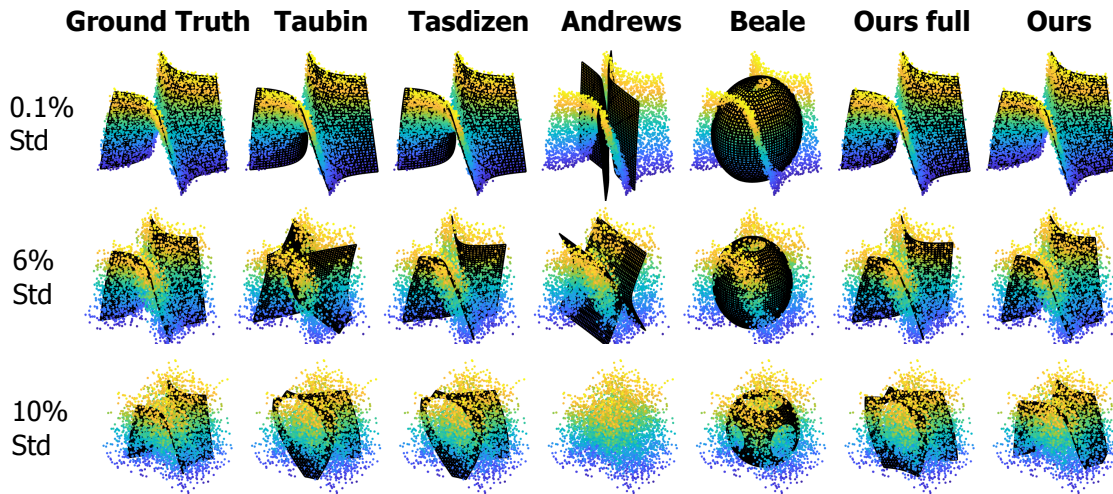 Ground Truth Taubin Tasdizen Andrews Beale Ours full Ours
0.1%
Std
6%
Std
10%
Std